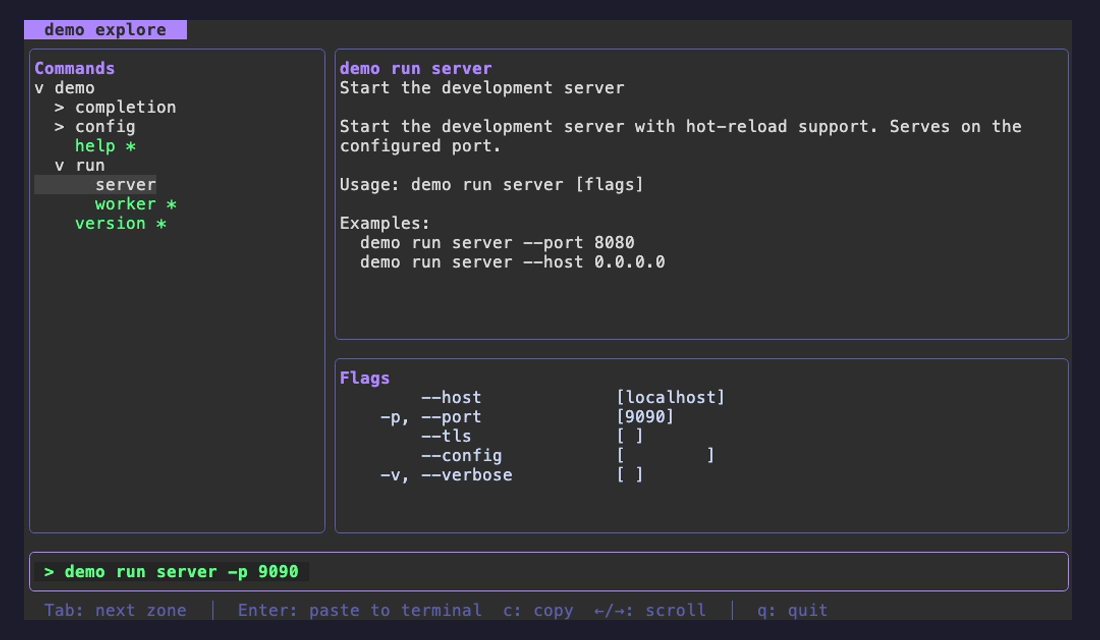 demo explore
Commands
v demo
> completion
> config
help *
v run
server
worker *
version *
demo run server
Start the development server
Start the development server with hot-reload support. Serves on the
configured port.
Usage: demo run server [flags]
Examples:
demo run server --port 8080
demo run server --host 0.0.0.0
Flags
--host [localhost]
-p, --port [9090]
--tls [ ]
--config [ ]
-v, --verbose [ ]
> demo run server -p 9090
Tab: next zone │ Enter: paste to terminal c: copy ←/→: scroll │ q: quit